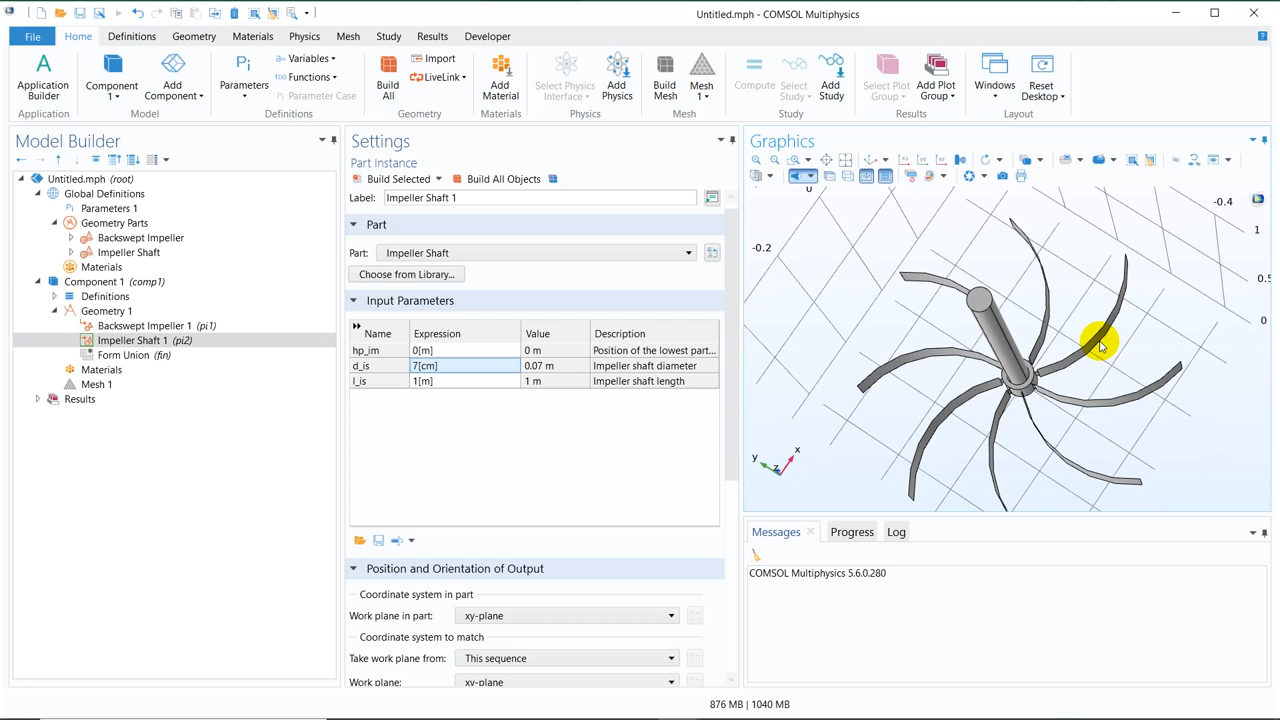 Untitled.mph - COMSOL Multiphysics
File Home Definitions Geometry Materials Physics Mesh Study Results Developer
Application Builder
Component 1
Add Component
Pi Parameters
a= Variables
f(x) Functions
Parameter Case
Build All
Import
LiveLink
Add Material
Select Physics Interface
Add Physics
Build Mesh
Mesh 1
Compute
Select Study
Add Study
Select Plot Group
Add Plot Group
Windows
Reset Desktop
Application Model Definitions Geometry Materials Physics Mesh Study Results Layout
Model Builder
Untitled.mph (root)
Global Definitions
Pi Parameters 1
Geometry Parts
Backswept Impeller
Impeller Shaft
Materials
Component 1 (comp1)
Definitions
Geometry 1
Backswept Impeller 1 (pi1)
Impeller Shaft 1 (pi2)
Form Union (fin)
Materials
Mesh 1
Results
Settings
Part Instance
Build Selected Build All Objects
Label: Impeller Shaft 1
Part
Part: Impeller Shaft
Choose from Library...
Input Parameters
Name Expression Value Description
hp_im 0[m] 0 m Position of the lowest part...
d_is 7[cm] 0.07 m Impeller shaft diameter
l_is 1[m] 1 m Impeller shaft length
Position and Orientation of Output
Coordinate system in part
Work plane in part: xy-plane
Coordinate system to match
Take work plane from: This sequence
Work plane: xy-plane
Graphics
xy yz xz
0
-0.4
-0.2
1
0.5
0
y z x
Messages Progress Log
COMSOL Multiphysics 5.6.0.280
876 MB | 1040 MB